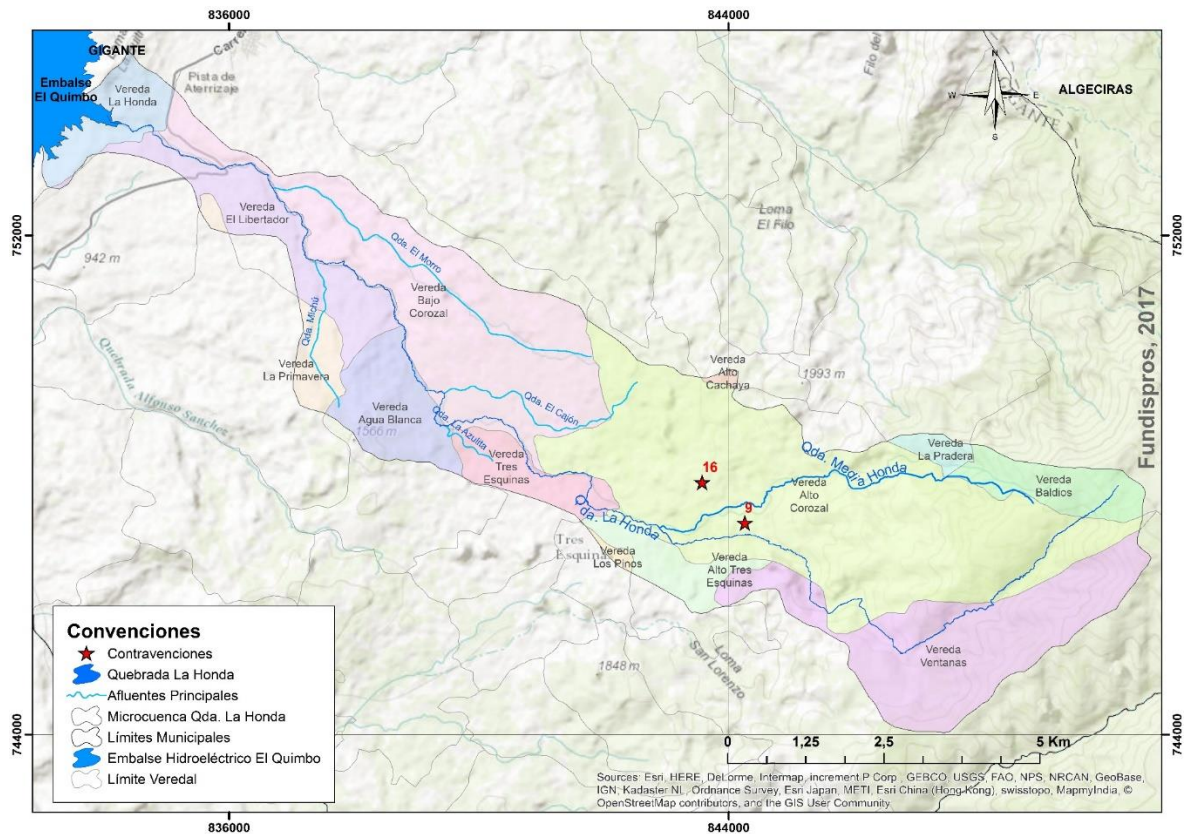 836000
844000
GIGANTE
Carre
Embalse
El Quimbo
Vereda
La Honda
Pista de
Aterrizaje
Filo del
N
W
E
S
ALGECIRAS
GIGANTE
Vereda
El Libertador
Loma
El Filo
752000
752000
942 m
Qda. El Morro
Vereda
Bajo
Corozal
Qda. Michú
Fundispros, 2017
Quebrada Alfonso Sanchez
Vereda
La Primavera
Vereda
Alto
Cachaya
1993 m
Qda. El Cajón
Vereda
Agua Blanca
1566 m
Qda. La Azulita
Vereda
Tres
Esquinas
16
Qda. Media Honda
Vereda
La Pradera
Vereda
Baldios
Vereda
Alto
Corozal
9
Qda. La Honda
Tres
Esquinas
Vereda
Los Pinos
Vereda
Alto Tres
Esquinas
Vereda
Ventanas
Loma
San Lorenzo
1848 m
Convenciones
Contravenciones
Quebrada La Honda
Afluentes Principales
Microcuenca Qda. La Honda
Límites Municipales
Embalse Hidroeléctrico El Quimbo
Límite Veredal
744000
744000
0 1,25 2,5 5 Km
Sources: Esri, HERE, DeLorme, Intermap, increment P Corp., GEBCO, USGS, FAO, NPS, NRCAN, GeoBase,
IGN, Kadaster NL, Ordnance Survey, Esri Japan, METI, Esri China (Hong Kong), swisstopo, MapmyIndia, ©
OpenStreetMap contributors, and the GIS User Community
836000
844000